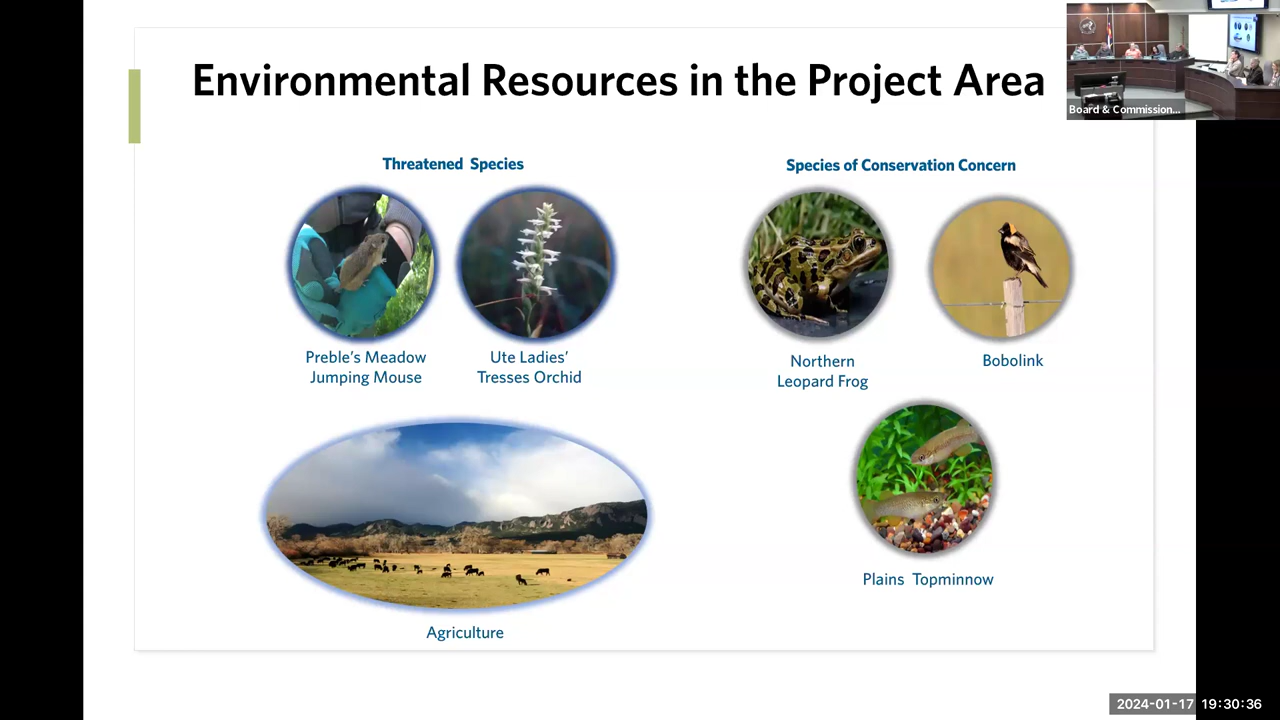 Environmental Resources in the Project Area
Board & Commission...
Threatened Species
Species of Conservation Concern
Preble's Meadow
Jumping Mouse
Ute Ladies'
Tresses Orchid
Northern
Leopard Frog
Bobolink
Plains Topminnow
Agriculture
2024-01-17 19:30:36